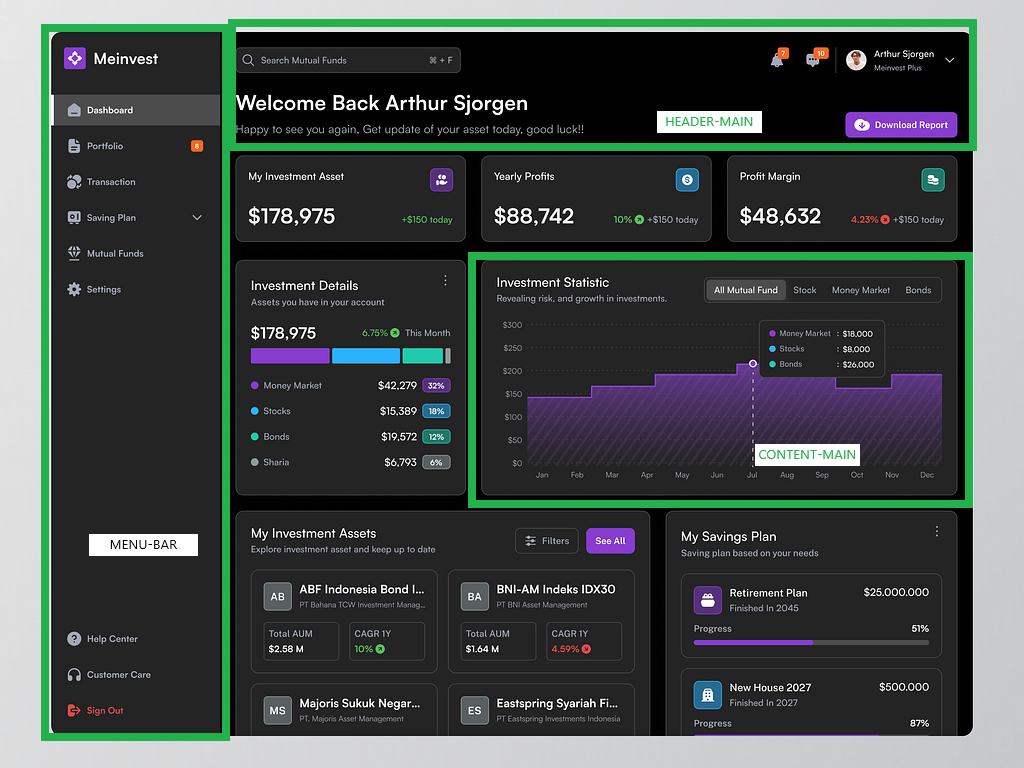 Meinvest
Dashboard
Portfolio 8
Transaction
Saving Plan
Mutual Funds
Settings
MENU-BAR
Help Center
Customer Care
Sign Out
Search Mutual Funds ⌘ + F
7
10
Arthur Sjorgen
Meinvest Plus
Welcome Back Arthur Sjorgen
Happy to see you again, Get update of your asset today, good luck!!
HEADER-MAIN
Download Report
My Investment Asset
$178,975 +$150 today
Yearly Profits
$88,742 10% +$150 today
Profit Margin
$48,632 4.23% +$150 today
Investment Details
Assets you have in your account
$178,975 6.75% This Month
Money Market $42,279 32%
Stocks $15,389 18%
Bonds $19,572 12%
Sharia $6,793 6%
Investment Statistic
Revealing risk, and growth in investments.
All Mutual Fund Stock Money Market Bonds
$300
$250
$200
$150
$100
$50
$0
Money Market : $18,000
Stocks : $8,000
Bonds : $26,000
CONTENT-MAIN
Jan Feb Mar Apr May Jun Jul Aug Sep Oct Nov Dec
My Investment Assets
Explore investment asset and keep up to date
Filters See All
AB ABF Indonesia Bond I...
PT Bahana TCW Investment Manag...
Total AUM
$2.58 M
CAGR 1Y
10%
BA BNI-AM Indeks IDX30
PT BNI Asset Management
Total AUM
$1.64 M
CAGR 1Y
4.59%
MS Majoris Sukuk Negar...
PT. Majoris Asset Management
ES Eastspring Syariah Fi...
PT Eastspring Investments Indonesia
My Savings Plan
Saving plan based on your needs
Retirement Plan $25.000.000
Finished In 2045
Progress 51%
New House 2027 $500.000
Finished In 2027
Progress 87%